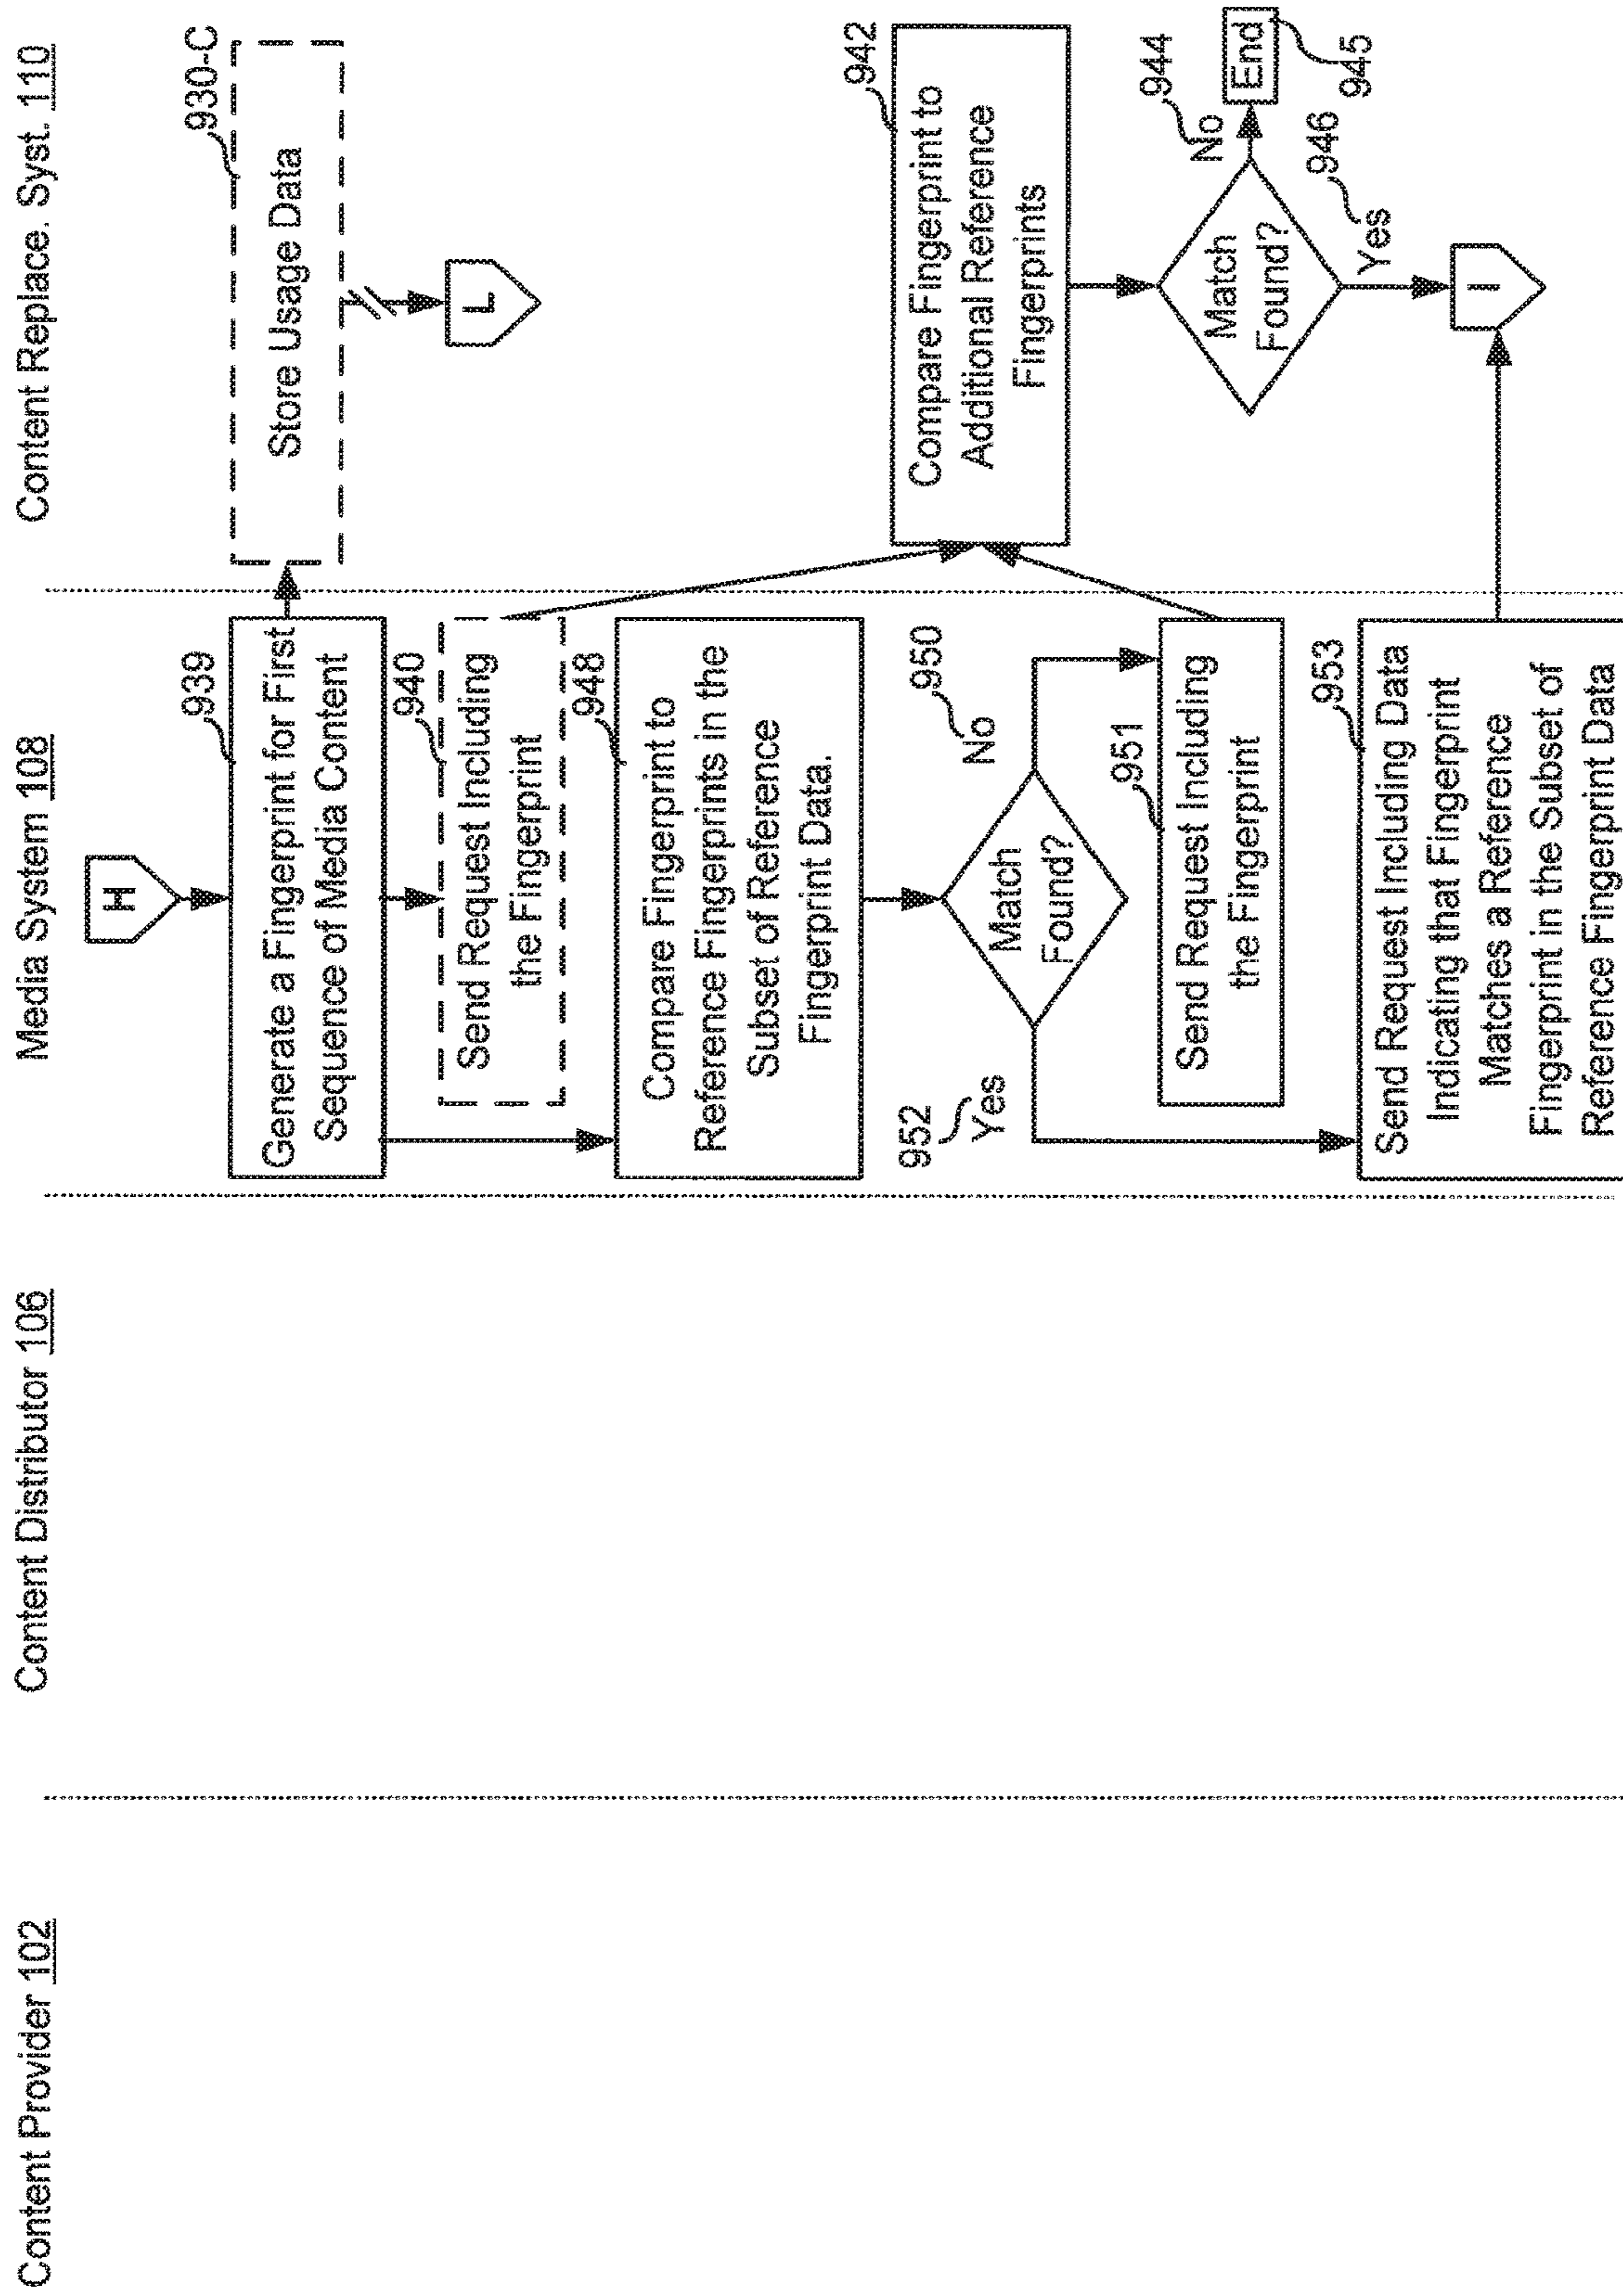 Content Provider 102
Content Distributor 106
Media System 108
Content Replace. Syst. 110
H
939
Generate a Fingerprint for First
Sequence of Media Content
930-C
Store Usage Data
L
940
Send Request Including
the Fingerprint
948
Compare Fingerprint to
Reference Fingerprints in the
Subset of Reference
Fingerprint Data.
942
Compare Fingerprint to
Additional Reference
Fingerprints
952
Yes
Match
Found?
950
No
951
Send Request Including
the Fingerprint
Match
Found?
944
No
End
945
946
Yes
953
Send Request Including Data
Indicating that Fingerprint
Matches a Reference
Fingerprint in the Subset of
Reference Fingerprint Data
I